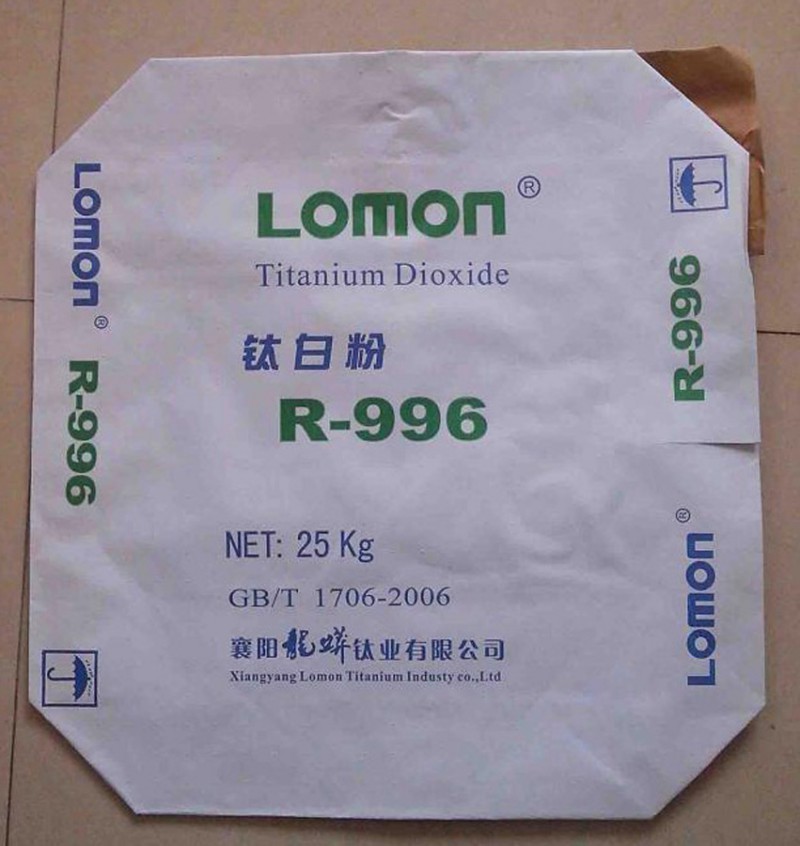 LOMON ®
Titanium Dioxide
钛白粉
R-996
NET: 25 Kg
GB/T 1706-2006
襄阳龍蟒钛业有限公司
Xiangyang Lomon Titanium Industy co.,Ltd
LOMON ®
R-996
R-996
LOMON ®